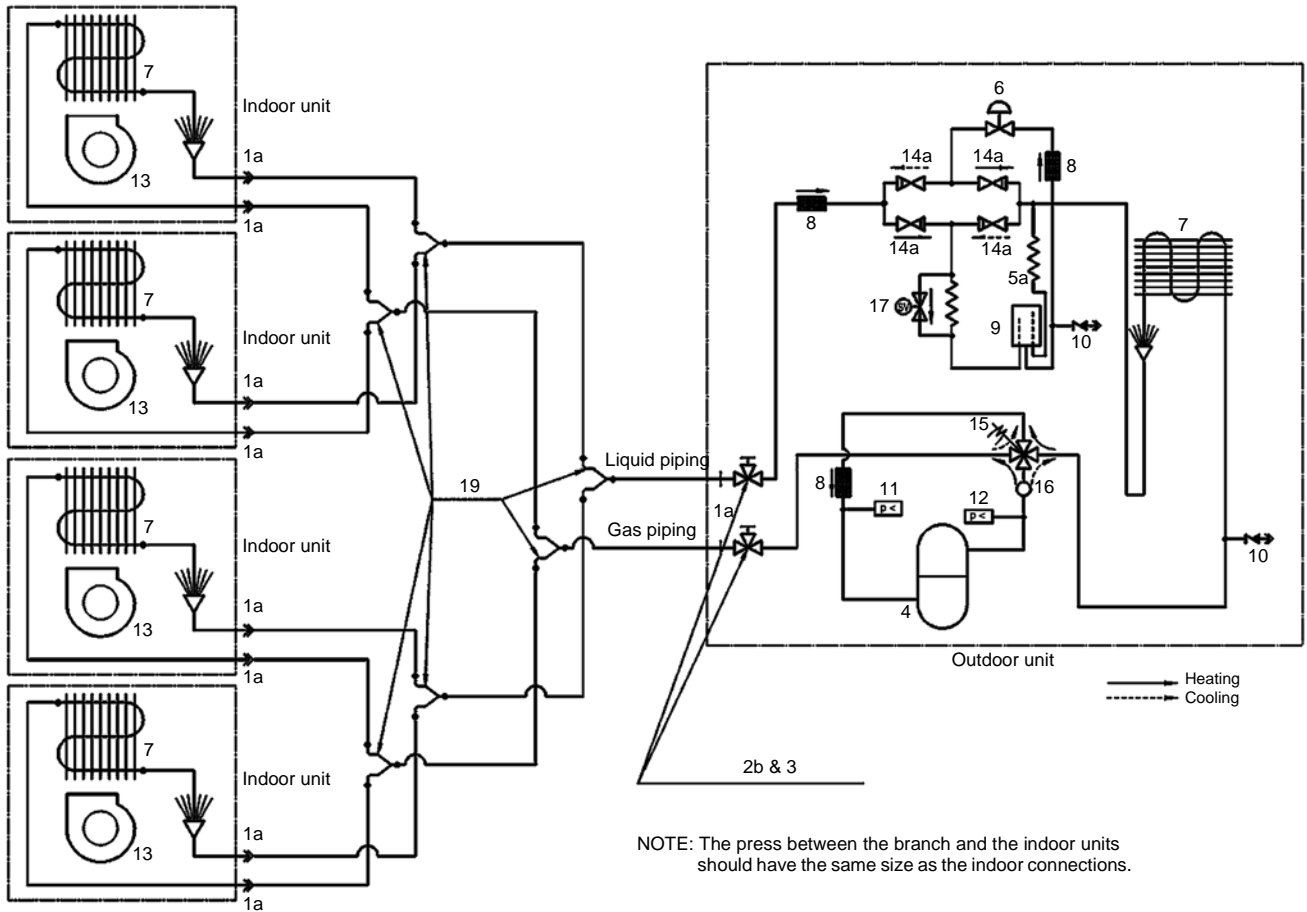 7
Indoor unit
13
1a
1a
7
Indoor unit
13
1a
1a
7
Indoor unit
13
1a
1a
7
Indoor unit
13
1a
1a
19
Liquid piping
Gas piping
1a
2b & 3
6
14a
14a
8
8
14a
14a
5a
7
17
SV
9
10
15
8
11
P <
12
P <
16
4
10
Outdoor unit
Heating
Cooling
NOTE: The press between the branch and the indoor units
should have the same size as the indoor connections.